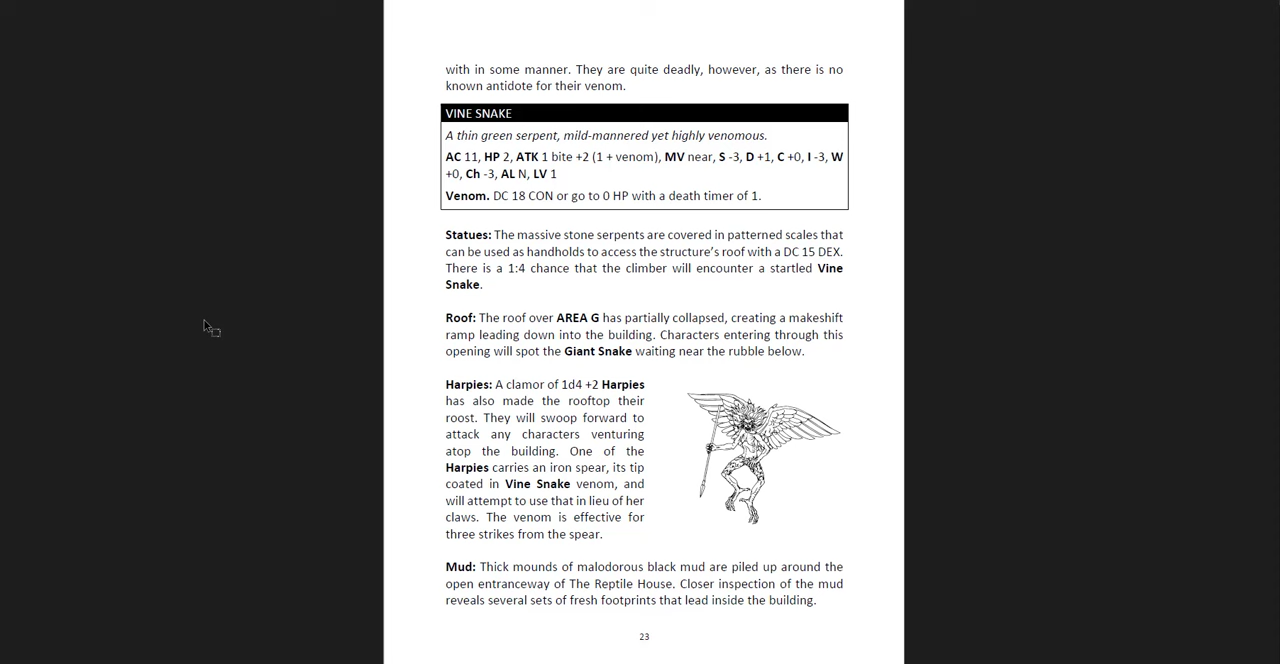 with in some manner. They are quite deadly, however, as there is no
known antidote for their venom.
VINE SNAKE
A thin green serpent, mild-mannered yet highly venomous.
AC 11, HP 2, ATK 1 bite +2 (1 + venom), MV near, S -3, D +1, C +0, I -3, W
+0, Ch -3, AL N, LV 1
Venom. DC 18 CON or go to 0 HP with a death timer of 1.
Statues: The massive stone serpents are covered in patterned scales that
can be used as handholds to access the structure’s roof with a DC 15 DEX.
There is a 1:4 chance that the climber will encounter a startled Vine
Snake.
Roof: The roof over AREA G has partially collapsed, creating a makeshift
ramp leading down into the building. Characters entering through this
opening will spot the Giant Snake waiting near the rubble below.
Harpies: A clamor of 1d4 +2 Harpies
has also made the rooftop their
roost. They will swoop forward to
attack any characters venturing
atop the building. One of the
Harpies carries an iron spear, its tip
coated in Vine Snake venom, and
will attempt to use that in lieu of her
claws. The venom is effective for
three strikes from the spear.
Mud: Thick mounds of malodorous black mud are piled up around the
open entranceway of The Reptile House. Closer inspection of the mud
reveals several sets of fresh footprints that lead inside the building.
23